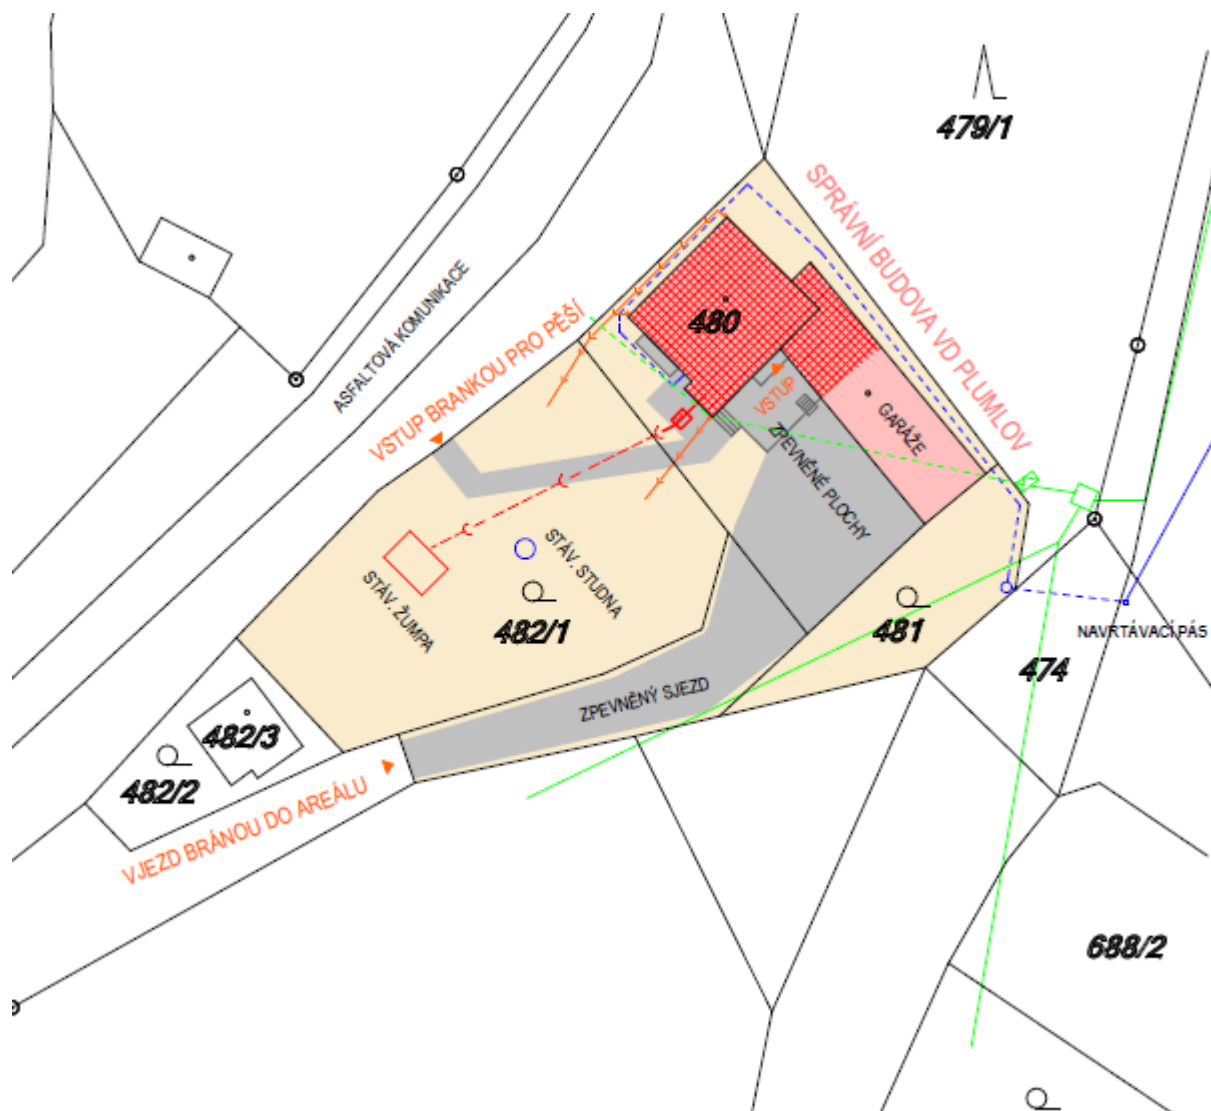 479/1
SPRÁVNÍ BUDOVA VD PLUMLOV
ASFALTOVÁ KOMUNIKACE
VSTUP BRANKOU PRO PĚŠÍ
480
VSTUP
GARÁŽE
ZPEVNĚNÉ PLOCHY
STÁV. STUDNA
STÁV. ŽUMPA
482/1
481
NAVRTÁVACÍ PÁS
474
ZPEVNĚNÝ SJEZD
482/3
482/2
VJEZD BRÁNOU DO AREÁLU
688/2